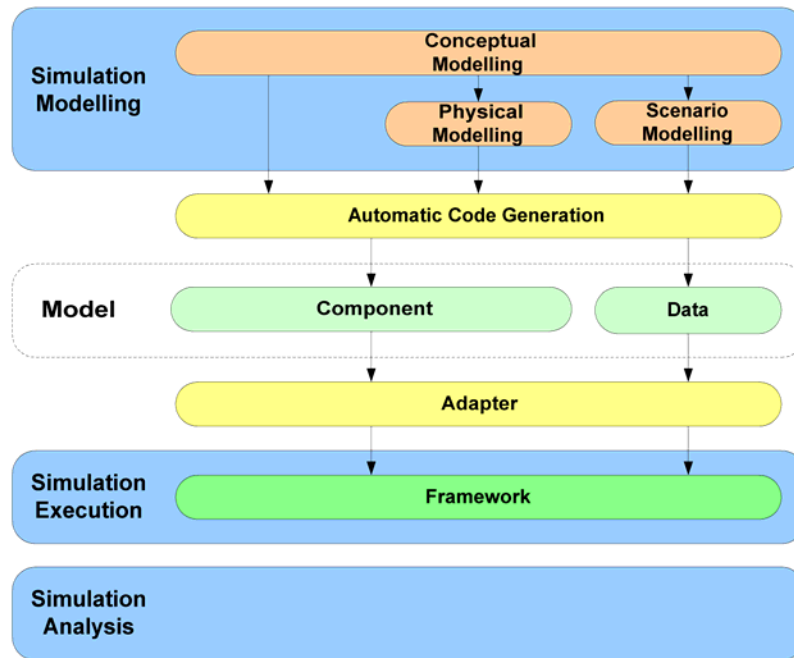 Conceptual
Modelling
Simulation
Modelling
Physical
Modelling
Scenario
Modelling
Automatic Code Generation
Model
Component
Data
Adapter
Simulation
Execution
Framework
Simulation
Analysis